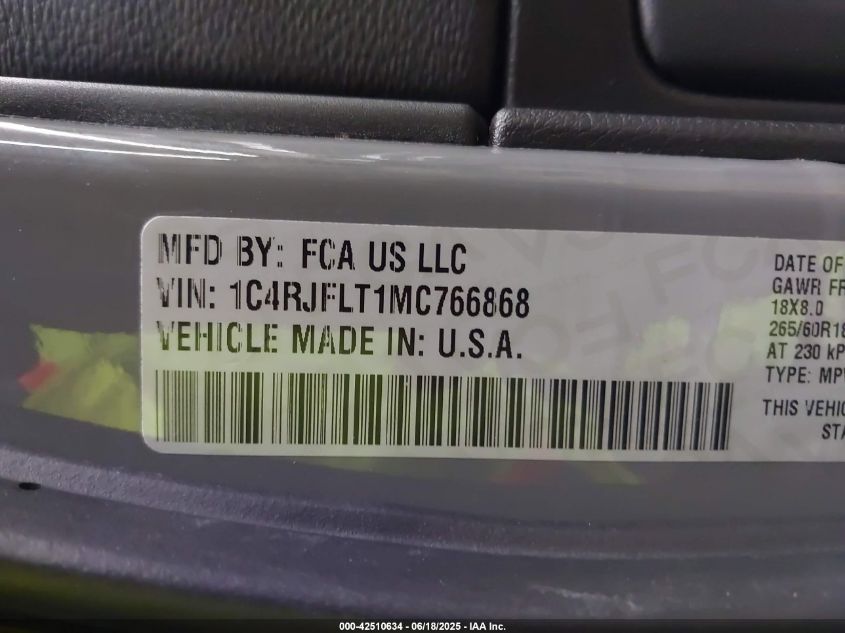 MFD BY: FCA US LLC
VIN: 1C4RJFLT1MC766868
VEHICLE MADE IN: U.S.A.
DATE OF
GAWR FR
18X8.0
265/60R18
AT 230 kP
TYPE: MPV
THIS VEHIC
STA
000-42510634 - 06/18/2025 - IAA Inc.